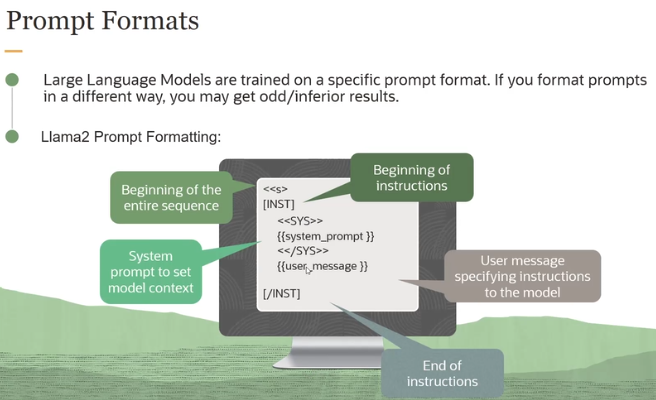 Prompt Formats
Large Language Models are trained on a specific prompt format. If you format prompts
in a different way, you may get odd/inferior results.
Llama2 Prompt Formatting:
Beginning of the
entire sequence
Beginning of
instructions
<<s>
[INST]
<<SYS>>
{{system_prompt }}
<</SYS>>
{{user_message }}
[/INST]
System
prompt to set
model context
User message
specifying instructions
to the model
End of
instructions